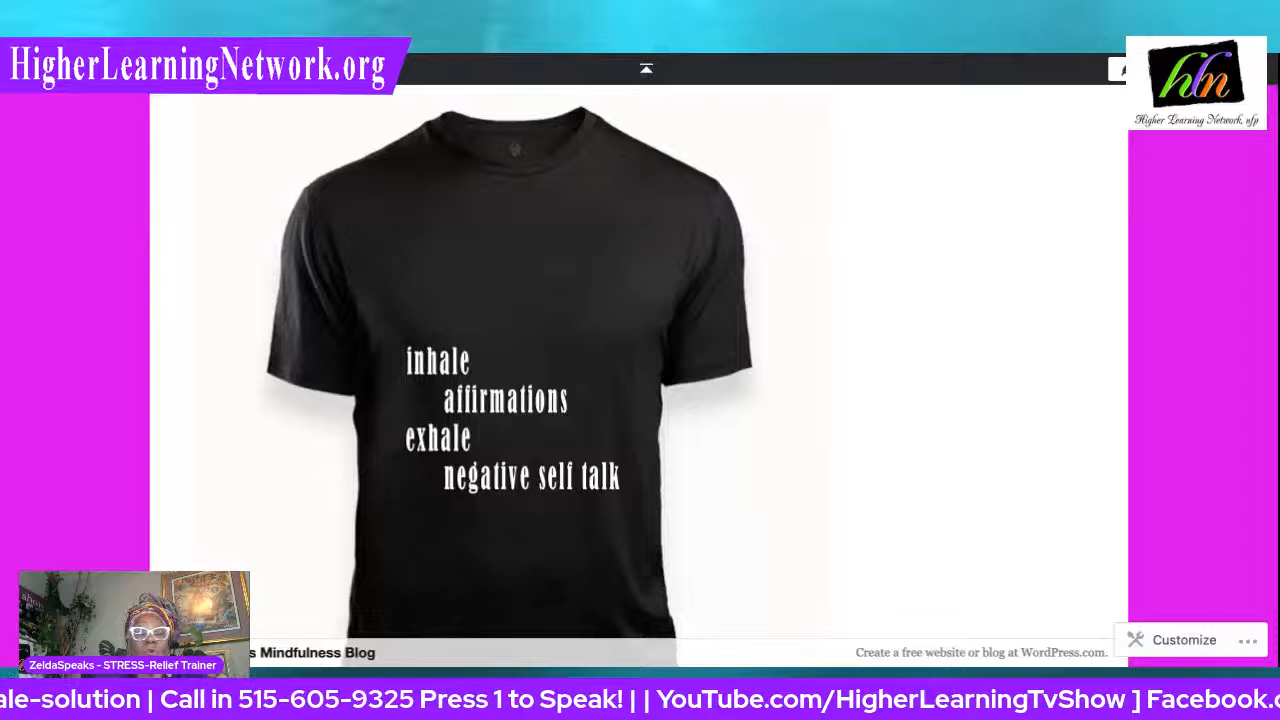 HigherLearningNetwork.org
hln
Higher Learning Network, nfp
inhale
affirmations
exhale
negative self talk
s Mindfulness Blog
Create a free website or blog at WordPress.com.
Customize
ZeldaSpeaks - STRESS-Relief Trainer
ale-solution | Call in 515-605-9325 Press 1 to Speak! | | YouTube.com/HigherLearningTvShow ] Facebook.c